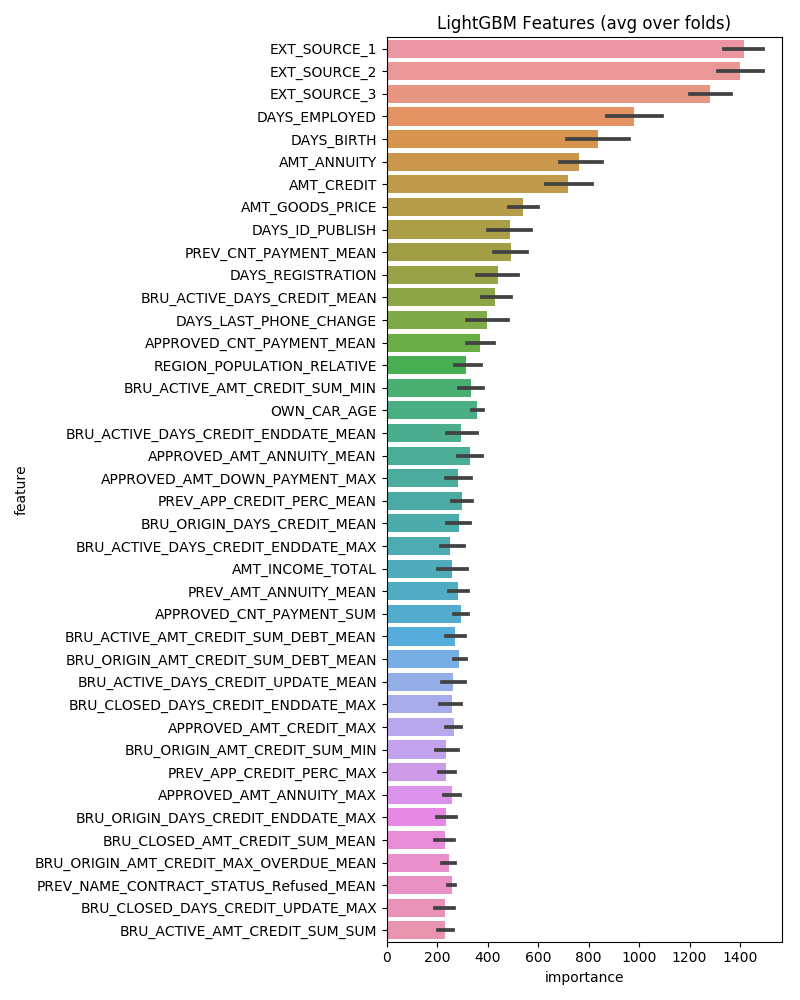 LightGBM Features (avg over folds)
EXT_SOURCE_1
EXT_SOURCE_2
EXT_SOURCE_3
DAYS_EMPLOYED
DAYS_BIRTH
AMT_ANNUITY
AMT_CREDIT
AMT_GOODS_PRICE
DAYS_ID_PUBLISH
PREV_CNT_PAYMENT_MEAN
DAYS_REGISTRATION
BRU_ACTIVE_DAYS_CREDIT_MEAN
DAYS_LAST_PHONE_CHANGE
APPROVED_CNT_PAYMENT_MEAN
REGION_POPULATION_RELATIVE
BRU_ACTIVE_AMT_CREDIT_SUM_MIN
OWN_CAR_AGE
BRU_ACTIVE_DAYS_CREDIT_ENDDATE_MEAN
APPROVED_AMT_ANNUITY_MEAN
APPROVED_AMT_DOWN_PAYMENT_MAX
PREV_APP_CREDIT_PERC_MEAN
BRU_ORIGIN_DAYS_CREDIT_MEAN
BRU_ACTIVE_DAYS_CREDIT_ENDDATE_MAX
AMT_INCOME_TOTAL
PREV_AMT_ANNUITY_MEAN
APPROVED_CNT_PAYMENT_SUM
BRU_ACTIVE_AMT_CREDIT_SUM_DEBT_MEAN
BRU_ORIGIN_AMT_CREDIT_SUM_DEBT_MEAN
BRU_ACTIVE_DAYS_CREDIT_UPDATE_MEAN
BRU_CLOSED_DAYS_CREDIT_ENDDATE_MAX
APPROVED_AMT_CREDIT_MAX
BRU_ORIGIN_AMT_CREDIT_SUM_MIN
PREV_APP_CREDIT_PERC_MAX
APPROVED_AMT_ANNUITY_MAX
BRU_ORIGIN_DAYS_CREDIT_ENDDATE_MAX
BRU_CLOSED_AMT_CREDIT_SUM_MEAN
BRU_ORIGIN_AMT_CREDIT_MAX_OVERDUE_MEAN
PREV_NAME_CONTRACT_STATUS_Refused_MEAN
BRU_CLOSED_DAYS_CREDIT_UPDATE_MAX
BRU_ACTIVE_AMT_CREDIT_SUM_SUM
feature
0 200 400 600 800 1000 1200 1400
importance